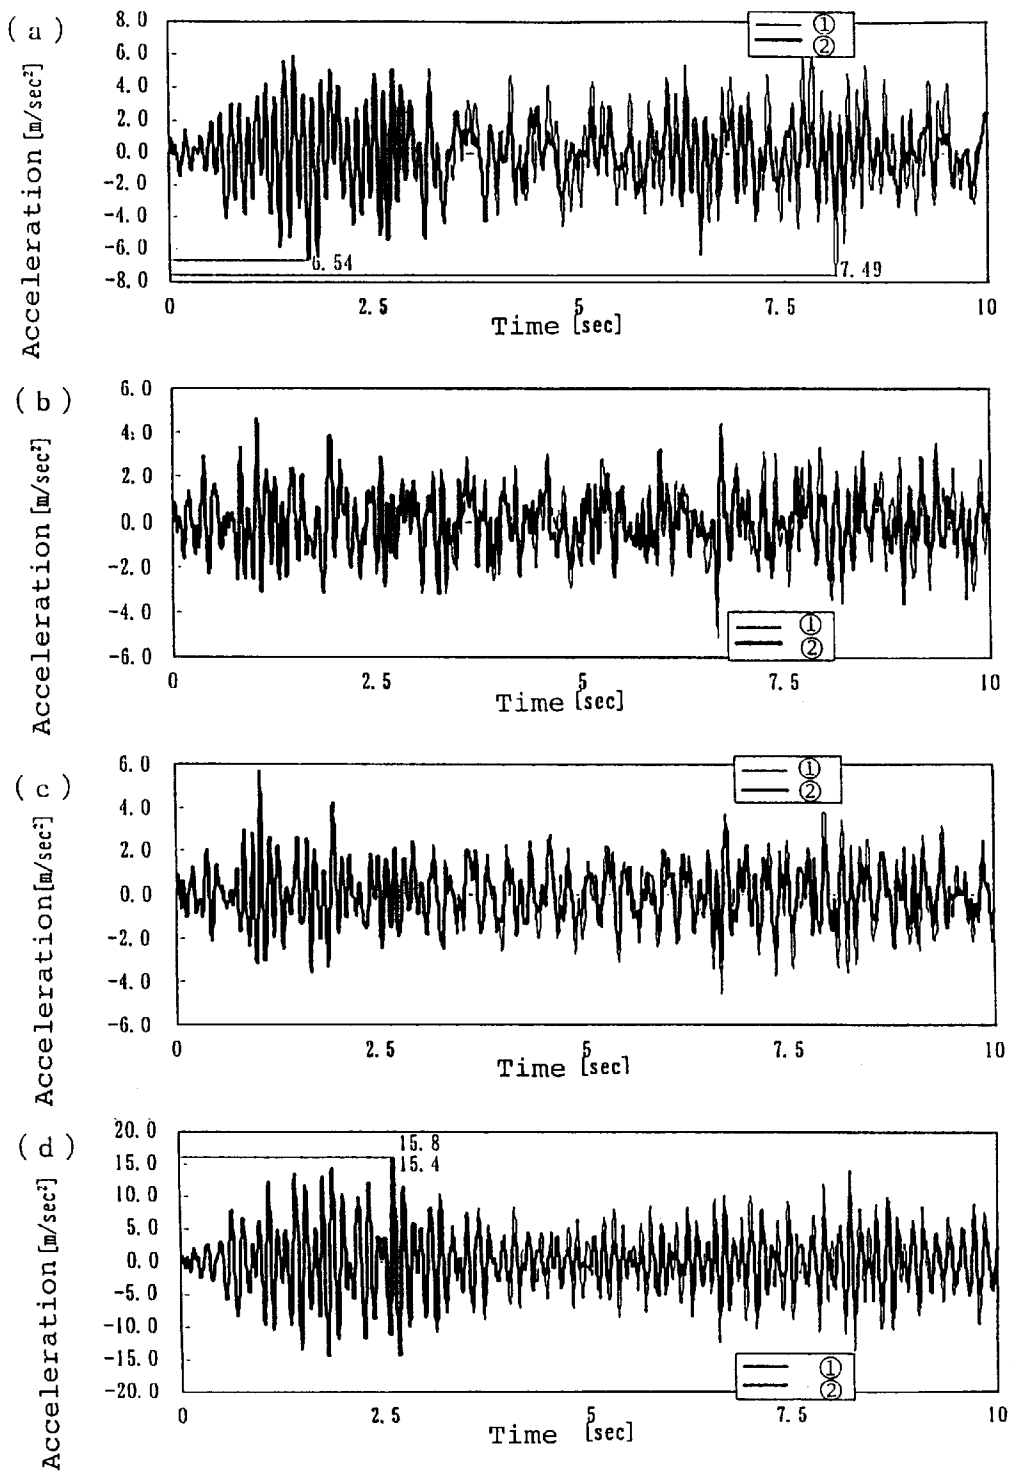 ( a )
Acceleration [m/sec²]
8.0
6.0
4.0
2.0
0.0
-2.0
-4.0
-6.0
-8.0
①
②
6.54
7.49
0 2.5 5 7.5 10
Time [sec]
( b )
Acceleration [m/sec²]
6.0
4.0
2.0
0.0
-2.0
-4.0
-6.0
①
②
0 2.5 5 7.5 10
Time [sec]
( c )
Acceleration [m/sec²]
6.0
4.0
2.0
0.0
-2.0
-4.0
-6.0
①
②
0 2.5 5 7.5 10
Time [sec]
( d )
Acceleration [m/sec²]
20.0
15.0
10.0
5.0
0.0
-5.0
-10.0
-15.0
-20.0
15.8
15.4
①
②
0 2.5 5 7.5 10
Time [sec]